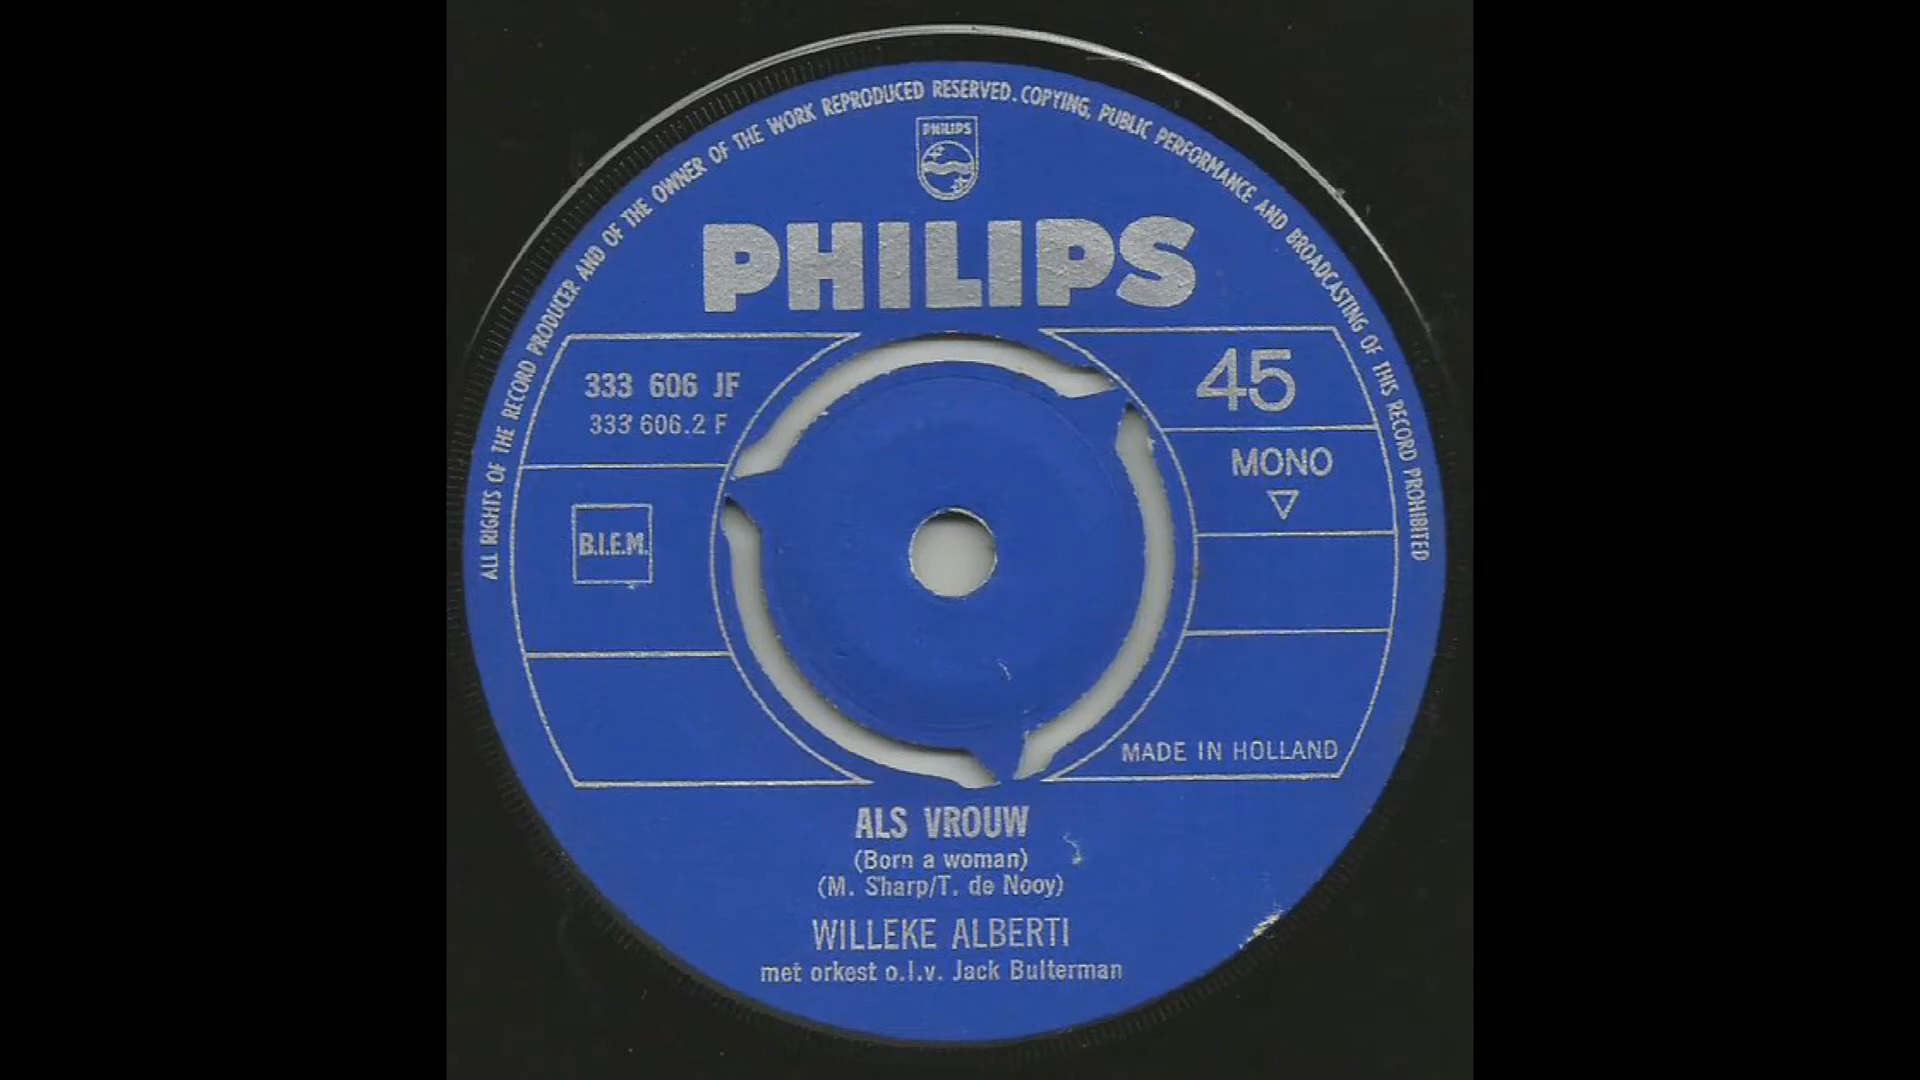 ALL RIGHTS OF THE RECORD PRODUCER AND OF THE OWNER OF THE WORK REPRODUCED RESERVED. COPYING, PUBLIC PERFORMANCE AND BROADCASTING OF THIS RECORD PROHIBITED
PHILIPS
PHILIPS
333 606 JF
333 606.2 F
45
MONO
B.I.E.M.
MADE IN HOLLAND
ALS VROUW
(Born a woman)
(M. Sharp/T. de Nooy)
WILLEKE ALBERTI
met orkest o.l.v. Jack Bulterman